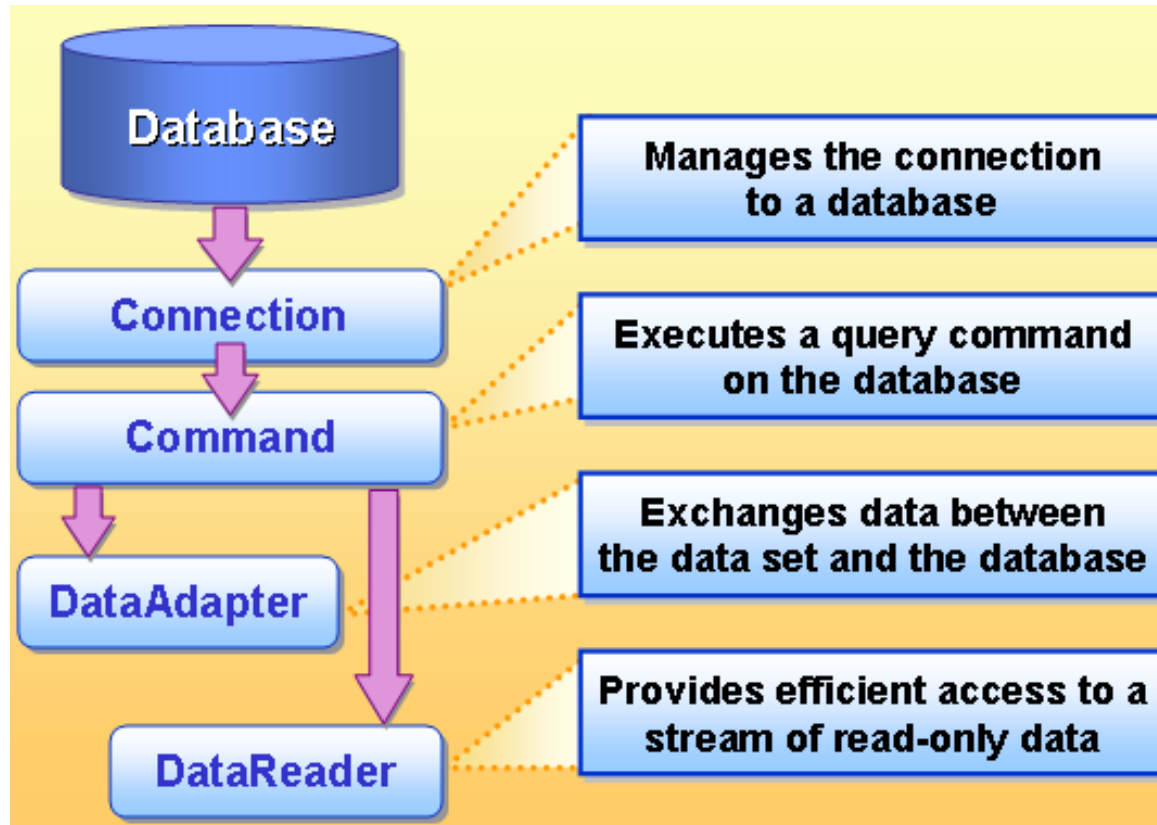 Database
Manages the connection
to a database
Connection
Executes a query command
on the database
Command
Exchanges data between
the data set and the database
DataAdapter
Provides efficient access to a
stream of read-only data
DataReader